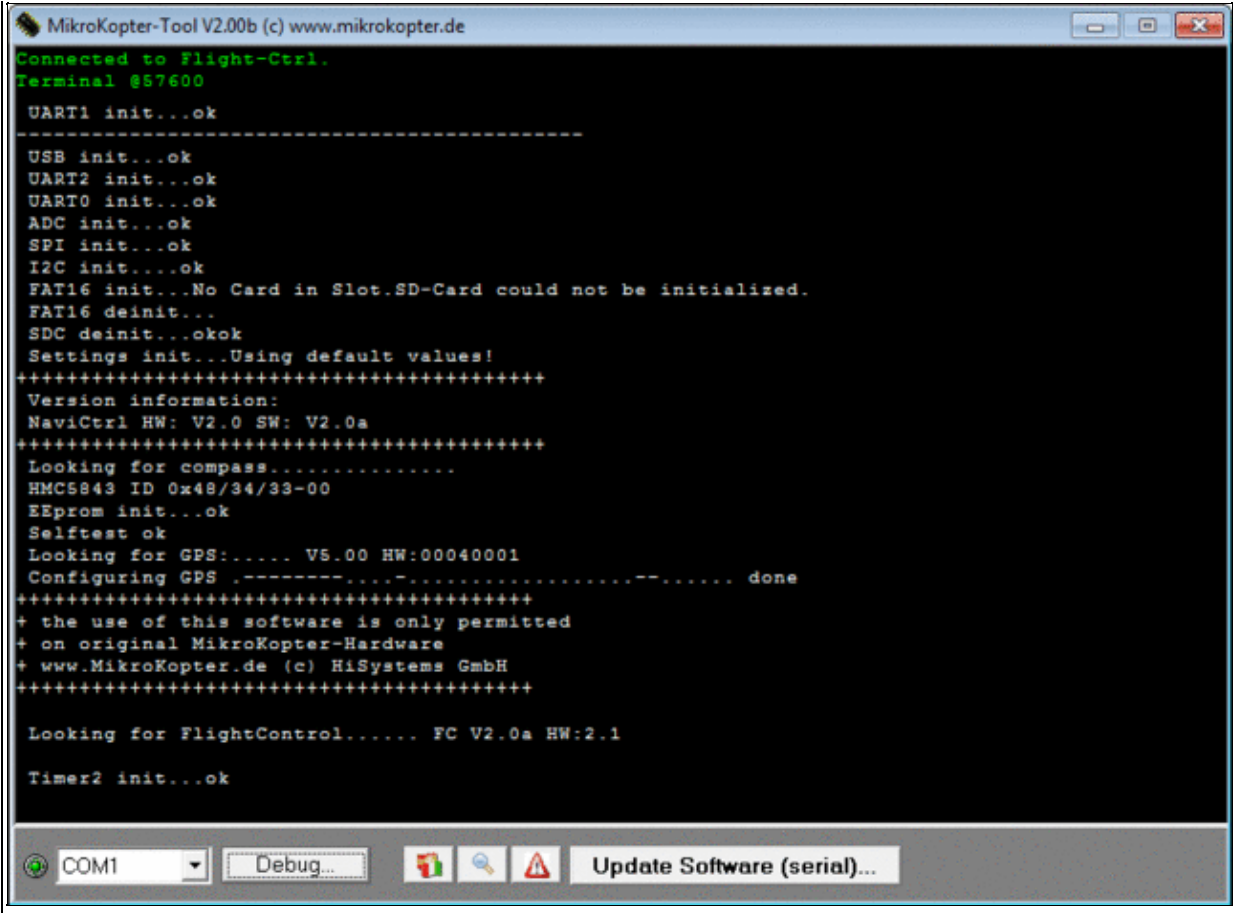 MikroKopter-Tool V2.00b (c) www.mikrokopter.de
Connected to Flight-Ctrl.
Terminal @57600
UART1 init...ok
---------------------------------------------
USB init...ok
UART2 init...ok
UART0 init...ok
ADC init...ok
SPI init...ok
I2C init....ok
FAT16 init...No Card in Slot.SD-Card could not be initialized.
FAT16 deinit...
SDC deinit...okok
Settings init...Using default values!
++++++++++++++++++++++++++++++++++++++++++
Version information:
NaviCtrl HW: V2.0 SW: V2.0a
++++++++++++++++++++++++++++++++++++++++++
Looking for compass...............
HMC5843 ID 0x48/34/33-00
EEprom init...ok
Selftest ok
Looking for GPS:..... V5.00 HW:00040001
Configuring GPS .--------....-..................--...... done
+++++++++++++++++++++++++++++++++++++++++
+ the use of this software is only permitted
+ on original MikroKopter-Hardware
+ www.MikroKopter.de (c) HiSystems GmbH
+++++++++++++++++++++++++++++++++++++++++
Looking for FlightControl...... FC V2.0a HW:2.1
Timer2 init...ok
COM1 Debug... Update Software (serial)...